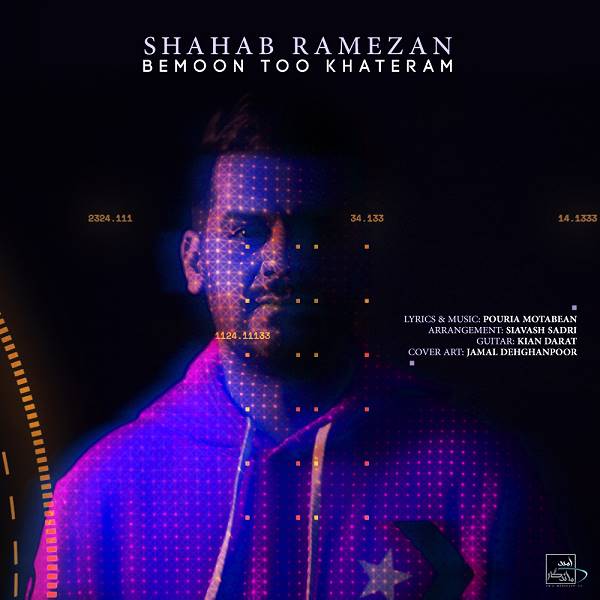 SHAHAB RAMEZAN
BEMOON TOO KHATERAM
2324.111
34.133
14.1333
LYRICS & MUSIC: POURIA MOTABEAN
ARRANGEMENT: SIAVASH SADRI
1124.11133
GUITAR: KIAN DARAT
COVER ART: JAMAL DEHGHANPOOR